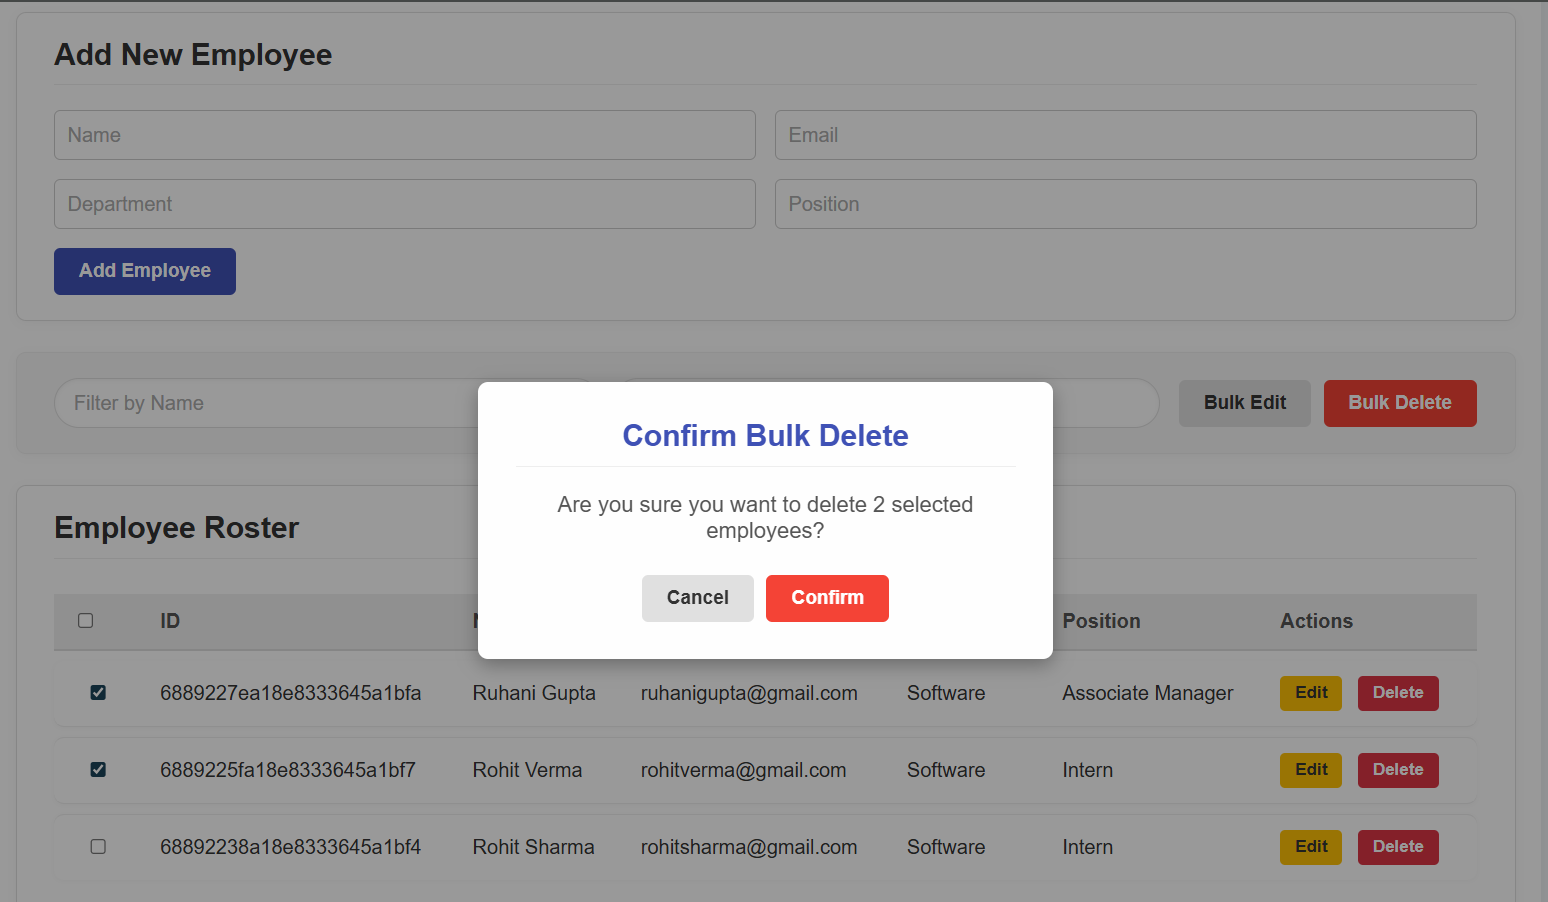 Add New Employee
Name Email
Department Position
Add Employee
Filter by Name Bulk Edit Bulk Delete
Confirm Bulk Delete
Are you sure you want to delete 2 selected
employees?
Cancel Confirm
Employee Roster
ID Position Actions
6889227ea18e8333645a1bfa Ruhani Gupta ruhanigupta@gmail.com Software Associate Manager Edit Delete
6889225fa18e8333645a1bf7 Rohit Verma rohitverma@gmail.com Software Intern Edit Delete
68892238a18e8333645a1bf4 Rohit Sharma rohitsharma@gmail.com Software Intern Edit Delete